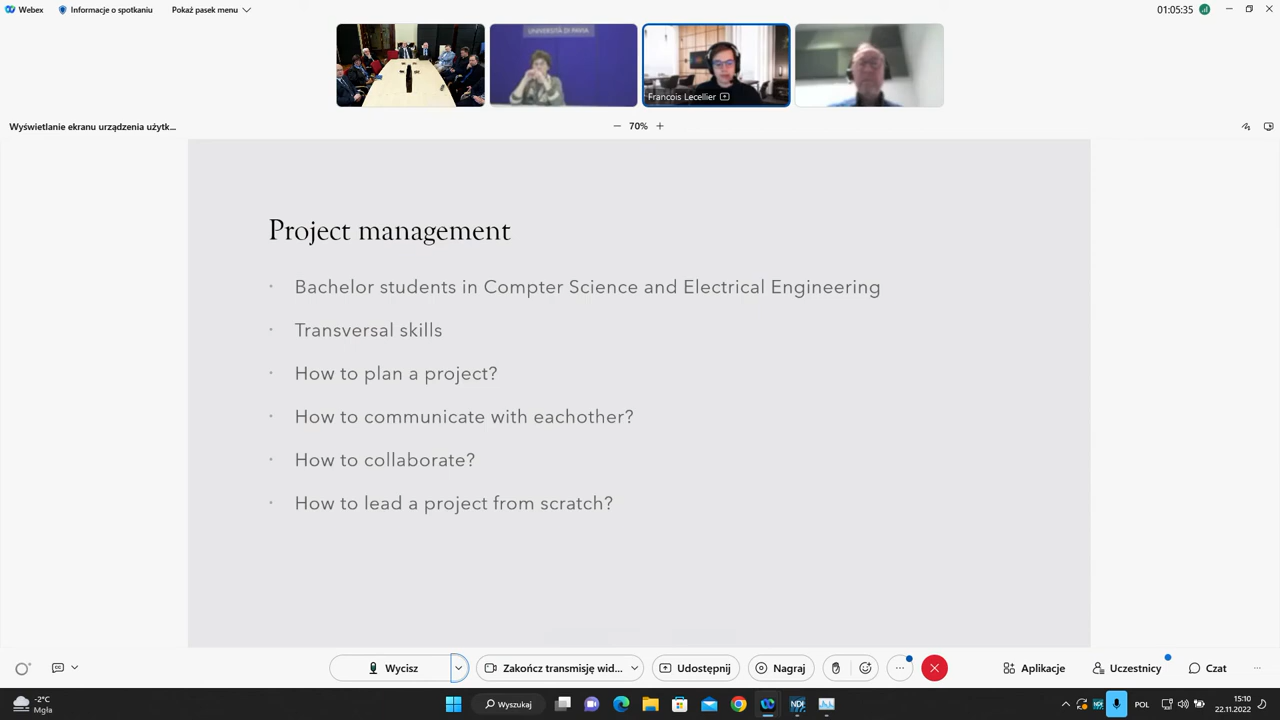 Webex
Informacje o spotkaniu
Pokaż pasek menu
01:05:35
UNIVERSITÀ DI PAVIA
Francois Lecellier
Wyświetlanie ekranu urządzenia użytk...
70%
Project management
Bachelor students in Compter Science and Electrical Engineering
Transversal skills
How to plan a project?
How to communicate with eachother?
How to collaborate?
How to lead a project from scratch?
Wycisz
Zakończ transmisję wid...
Udostępnij
Nagraj
Aplikacje
Uczestnicy
Czat
-2°C
Mgła
Wyszukaj
POL
15:10
22.11.2022